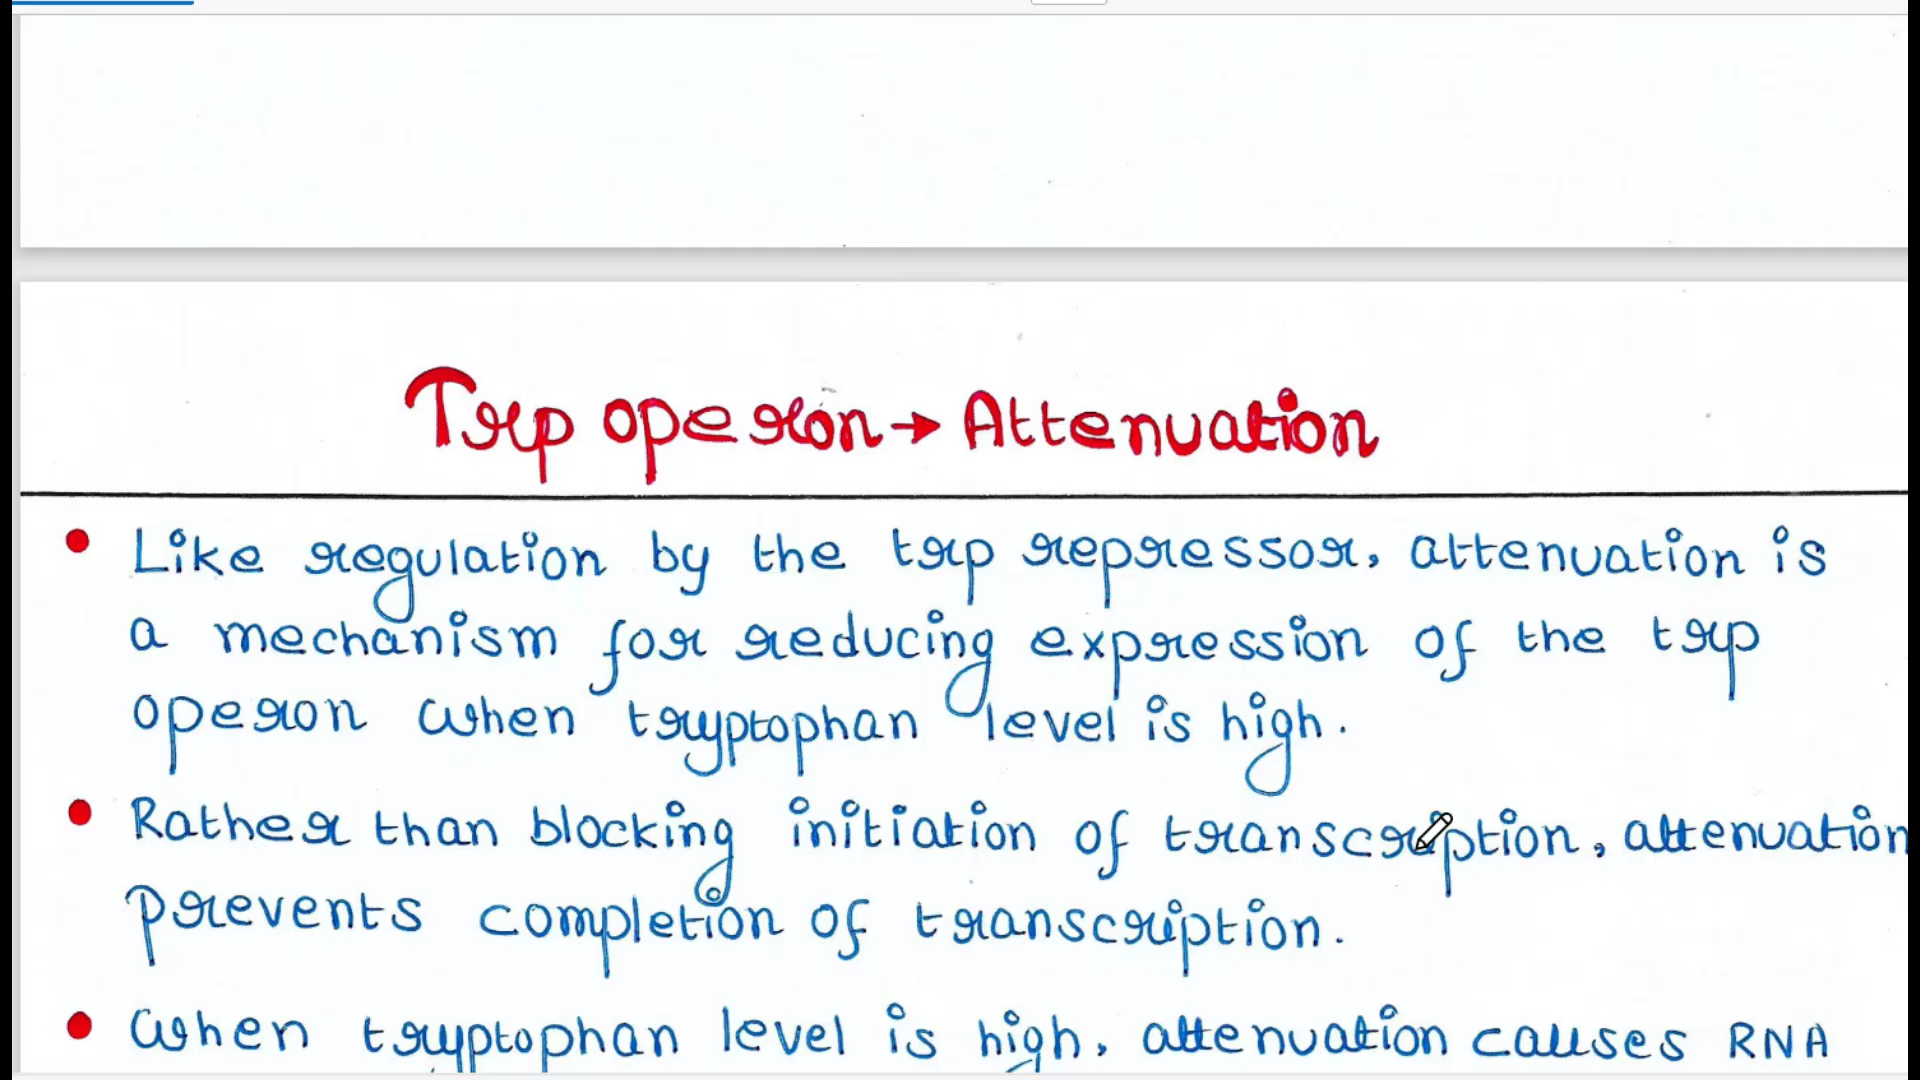 Trp operon → Attenuation
• Like regulation by the trp repressor, attenuation is
a mechanism for reducing expression of the trp
operon when tryptophan level is high.
• Rather than blocking initiation of transcription, attenuation
prevents completion of transcription.
• When tryptophan level is high, attenuation causes RNA